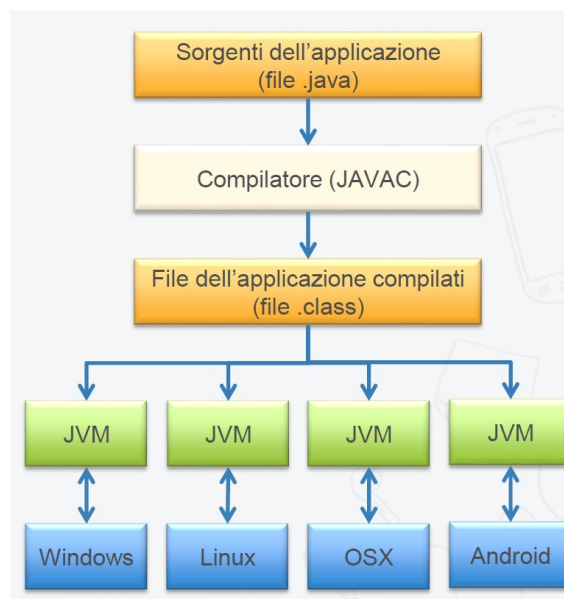 Sorgenti dell'applicazione
(file .java)
Compilatore (JAVAC)
File dell'applicazione compilati
(file .class)
JVM JVM JVM JVM
Windows Linux OSX Android